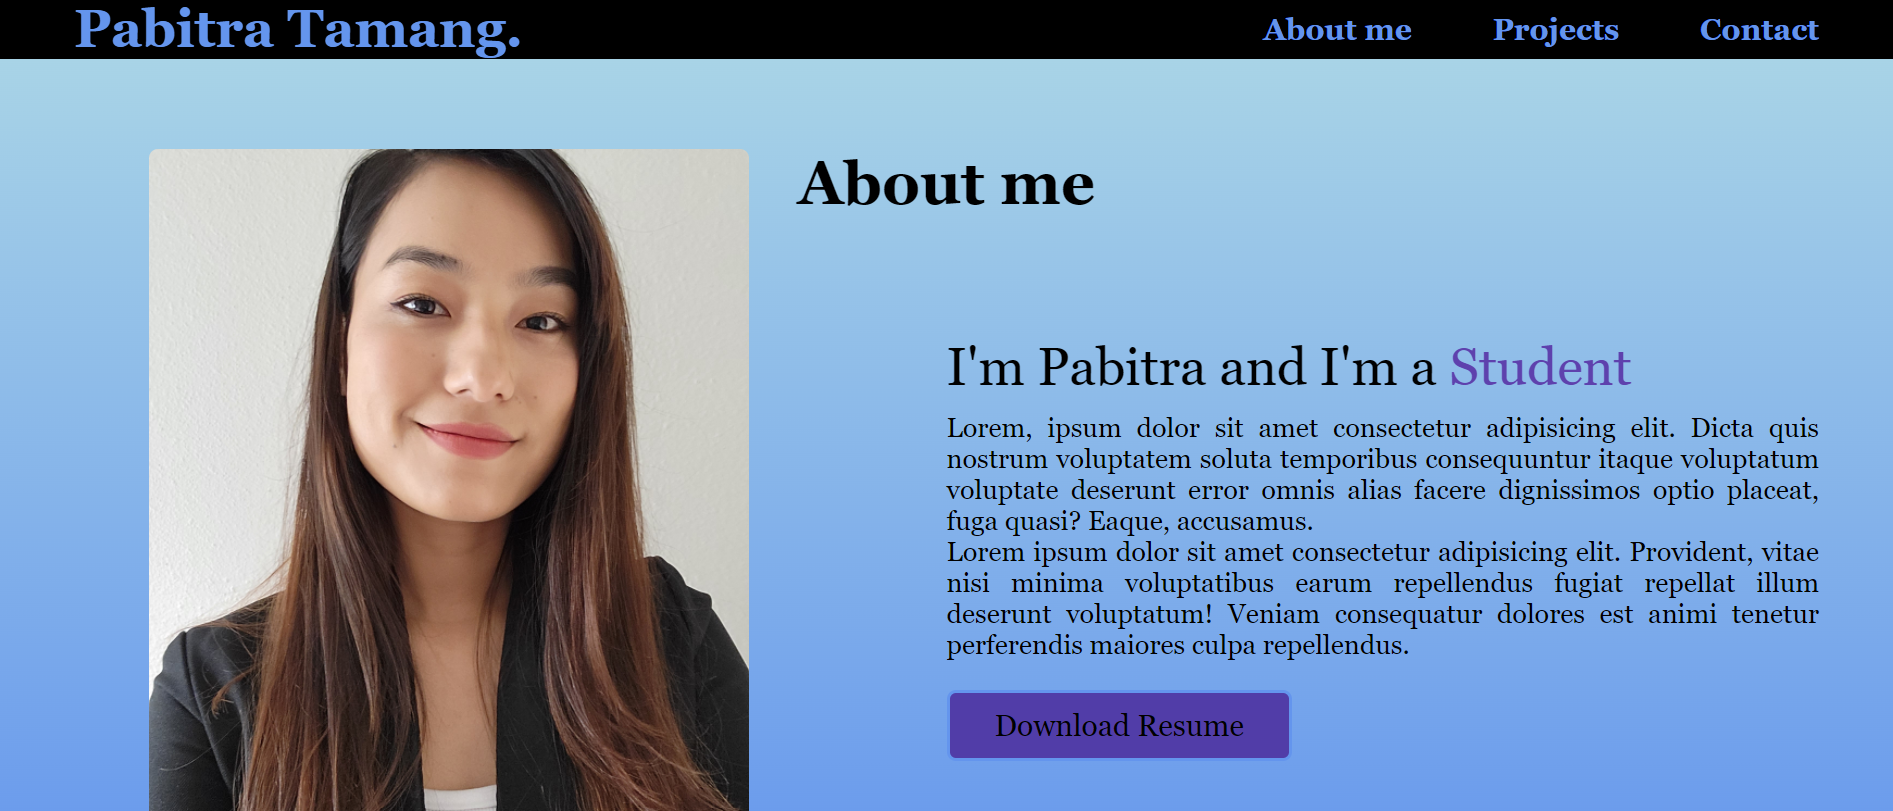 Pabitra Tamang.
About me
Projects
Contact
About me
I'm Pabitra and I'm a Student
Lorem, ipsum dolor sit amet consectetur adipisicing elit. Dicta quis
nostrum voluptatem soluta temporibus consequuntur itaque voluptatum
voluptate deserunt error omnis alias facere dignissimos optio placeat,
fuga quasi? Eaque, accusamus.
Lorem ipsum dolor sit amet consectetur adipisicing elit. Provident, vitae
nisi minima voluptatibus earum repellendus fugiat repellat illum
deserunt voluptatum! Veniam consequatur dolores est animi tenetur
perferendis maiores culpa repellendus.
Download Resume